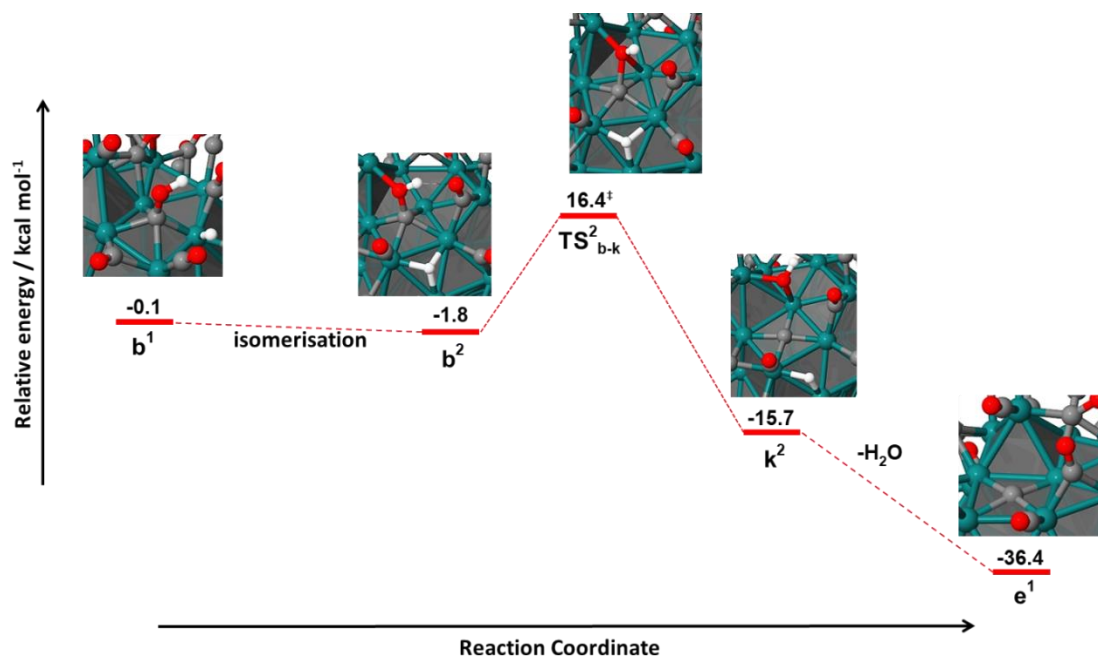 Relative energy / kcal mol⁻¹
-0.1
b¹
isomerisation
-1.8
b²
16.4‡
TS²b-k
-15.7
k²
-H₂O
-36.4
e¹
Reaction Coordinate